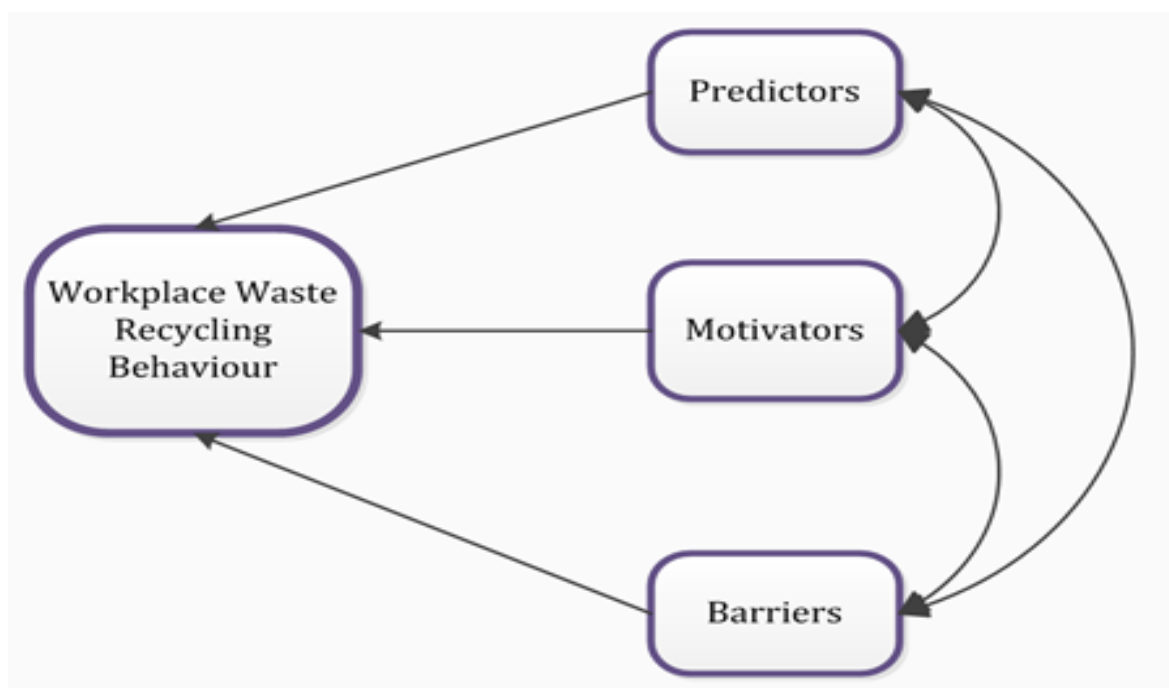 Predictors
Workplace Waste
Recycling
Behaviour
Motivators
Barriers